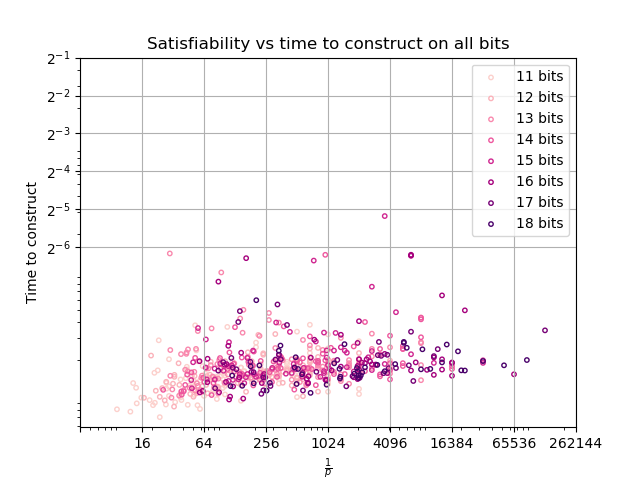 Satisfiability vs time to construct on all bits
2⁻¹
2⁻²
2⁻³
2⁻⁴
2⁻⁵
2⁻⁶
Time to construct
11 bits
12 bits
13 bits
14 bits
15 bits
16 bits
17 bits
18 bits
16 64 256 1024 4096 16384 65536 262144
1/p